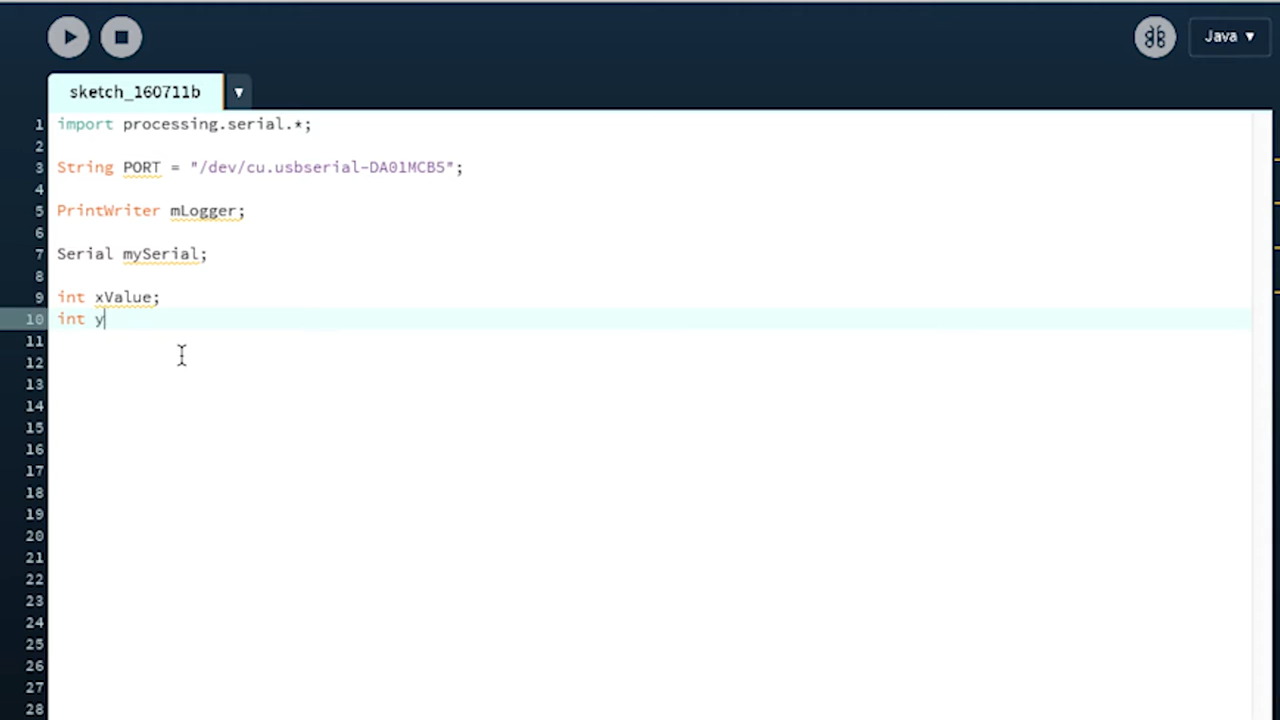 Java ▼
sketch_160711b ▼
1 import processing.serial.*;
2
3 String PORT = "/dev/cu.usbserial-DA01MCB5";
4
5 PrintWriter mLogger;
6
7 Serial mySerial;
8
9 int xValue;
10 int y
11
12
13
14
15
16
17
18
19
20
21
22
23
24
25
26
27
28